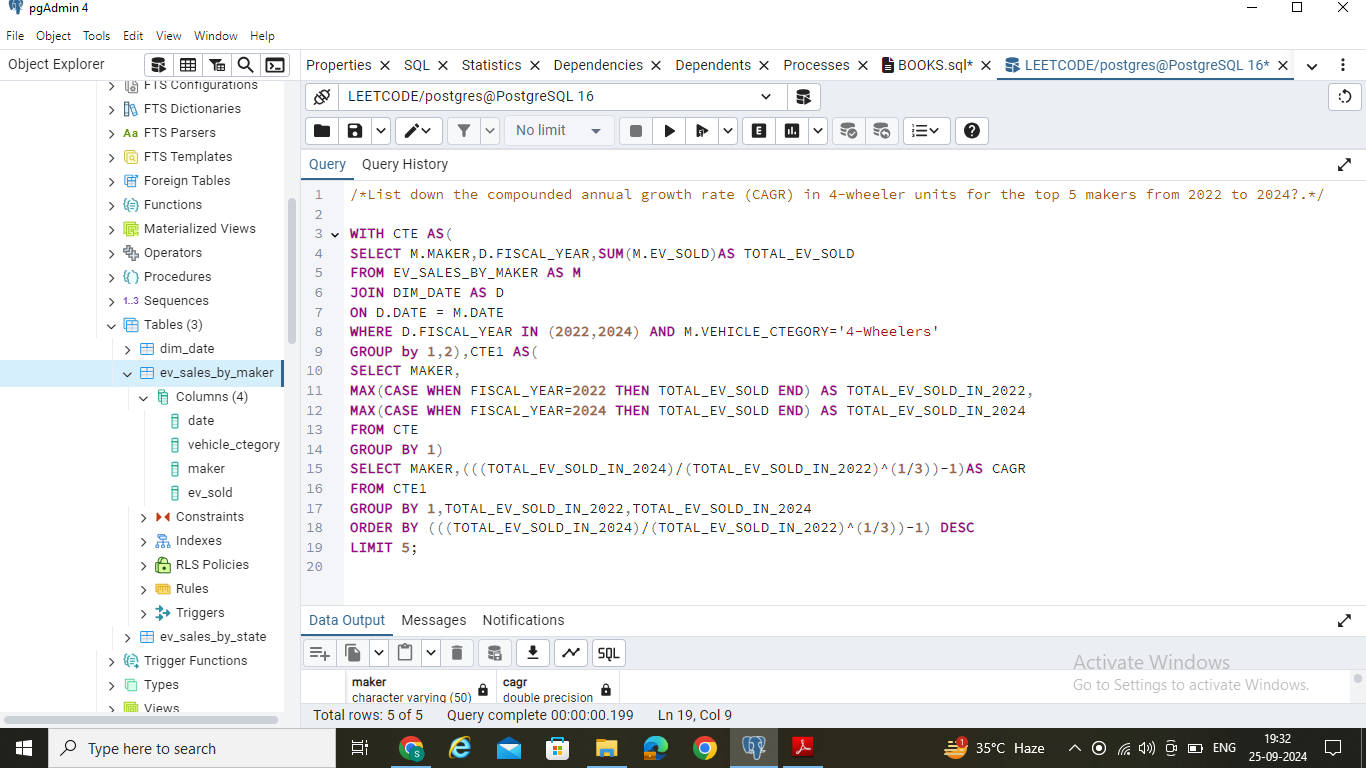 pgAdmin 4
File Object Tools Edit View Window Help
Object Explorer
Properties SQL Statistics Dependencies Dependents Processes BOOKS.sql* LEETCODE/postgres@PostgreSQL 16*
FTS Configurations
FTS Dictionaries
Aa FTS Parsers
FTS Templates
Foreign Tables
Functions
Materialized Views
Operators
Procedures
1..3 Sequences
Tables (3)
dim_date
ev_sales_by_maker
Columns (4)
date
vehicle_ctegory
maker
ev_sold
Constraints
Indexes
RLS Policies
Rules
Triggers
ev_sales_by_state
Trigger Functions
Types
Views
LEETCODE/postgres@PostgreSQL 16
No limit
E
Query Query History
1 /*List down the compounded annual growth rate (CAGR) in 4-wheeler units for the top 5 makers from 2022 to 2024?.*/
2
3 WITH CTE AS(
4 SELECT M.MAKER,D.FISCAL_YEAR,SUM(M.EV_SOLD)AS TOTAL_EV_SOLD
5 FROM EV_SALES_BY_MAKER AS M
6 JOIN DIM_DATE AS D
7 ON D.DATE = M.DATE
8 WHERE D.FISCAL_YEAR IN (2022,2024) AND M.VEHICLE_CTEGORY='4-Wheelers'
9 GROUP by 1,2),CTE1 AS(
10 SELECT MAKER,
11 MAX(CASE WHEN FISCAL_YEAR=2022 THEN TOTAL_EV_SOLD END) AS TOTAL_EV_SOLD_IN_2022,
12 MAX(CASE WHEN FISCAL_YEAR=2024 THEN TOTAL_EV_SOLD END) AS TOTAL_EV_SOLD_IN_2024
13 FROM CTE
14 GROUP BY 1)
15 SELECT MAKER,(((TOTAL_EV_SOLD_IN_2024)/(TOTAL_EV_SOLD_IN_2022)^(1/3))-1)AS CAGR
16 FROM CTE1
17 GROUP BY 1,TOTAL_EV_SOLD_IN_2022,TOTAL_EV_SOLD_IN_2024
18 ORDER BY (((TOTAL_EV_SOLD_IN_2024)/(TOTAL_EV_SOLD_IN_2022)^(1/3))-1) DESC
19 LIMIT 5;
20
Data Output Messages Notifications
SQL
maker
character varying (50)
cagr
double precision
Activate Windows
Go to Settings to activate Windows.
Total rows: 5 of 5 Query complete 00:00:00.199 Ln 19, Col 9
Type here to search
S
1
35°C Haze
ENG
19:32
25-09-2024